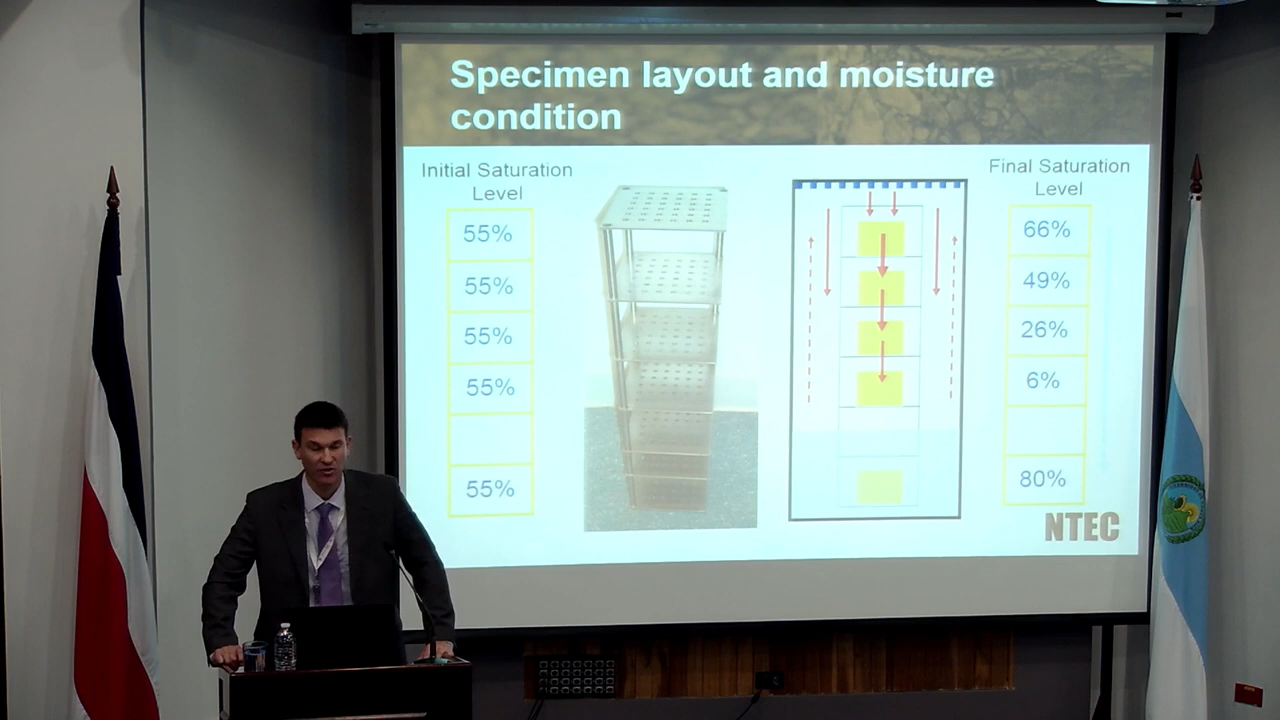 Specimen layout and moisture
condition
Initial Saturation
Level
55%
55%
55%
55%
55%
Final Saturation
Level
66%
49%
26%
6%
80%
NTEC